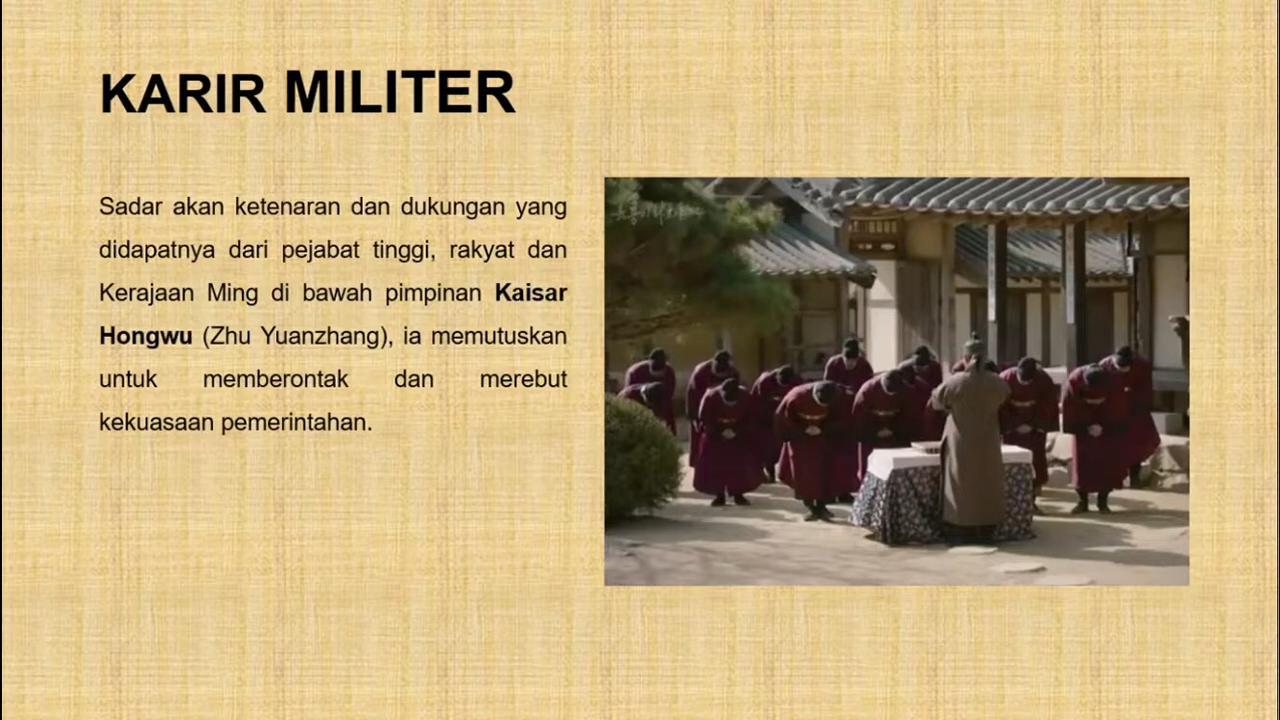 KARIR MILITER
Sadar akan ketenaran dan dukungan yang
didapatnya dari pejabat tinggi, rakyat dan
Kerajaan Ming di bawah pimpinan Kaisar
Hongwu (Zhu Yuanzhang), ia memutuskan
untuk memberontak dan merebut
kekuasaan pemerintahan.